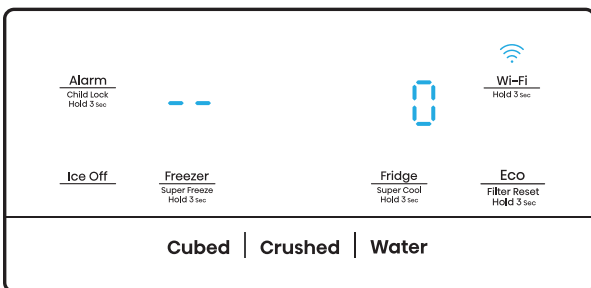 Alarm
Child Lock
Hold 3 Sec
--
0
Wi-Fi
Hold 3 Sec
Ice Off
Freezer
Super Freeze
Hold 3 Sec
Fridge
Super Cool
Hold 3 Sec
Eco
Filter Reset
Hold 3 Sec
Cubed | Crushed | Water